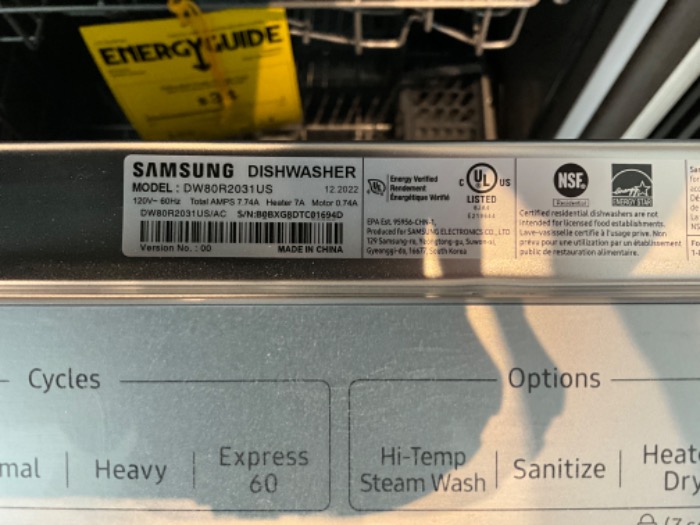 ENERGYGUIDE
SAMSUNG DISHWASHER
MODEL : DW80R2031US 12.2022
120V~ 60Hz Total AMPS 7.74A Heater 7A Motor 0.74A
DW80R2031US/AC S/N:B0BXG8DTC01694D
Version No. : 00 MADE IN CHINA
Energy Verified
Rendement
Énergétique Vérifié
EPA Est. 95956-CHN-1,
Produced for SAMSUNG ELECTRONICS CO., LTD
129 Samsung-ro, Yeongtong-gu, Suwon-si,
Gyeonggi-do, 16677, South Korea
C UL US
LISTED
NSF
Residential
ENERGY STAR
Certified residential dishwashers are not
intended for licensed food establishments.
Lave-vaisselle certifié à l'usage privé. Non
prévu pour une utilisation par un établissement
public de restauration alimentaire.
Cycles
Options
mal | Heavy | Express
60
Hi-Temp
Steam Wash | Sanitize | Heate
Dry